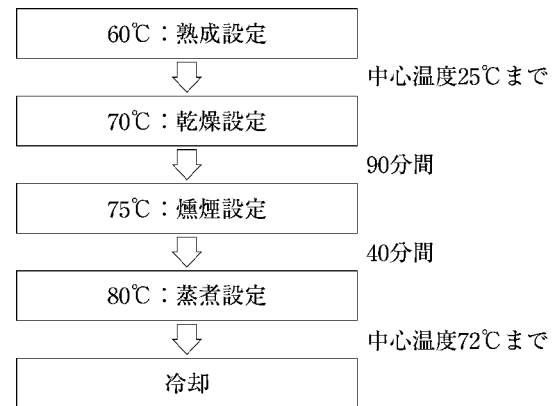 60℃：熟成設定
中心温度25℃まで
70℃：乾燥設定
90分間
75℃：燻煙設定
40分間
80℃：蒸煮設定
中心温度72℃まで
冷却